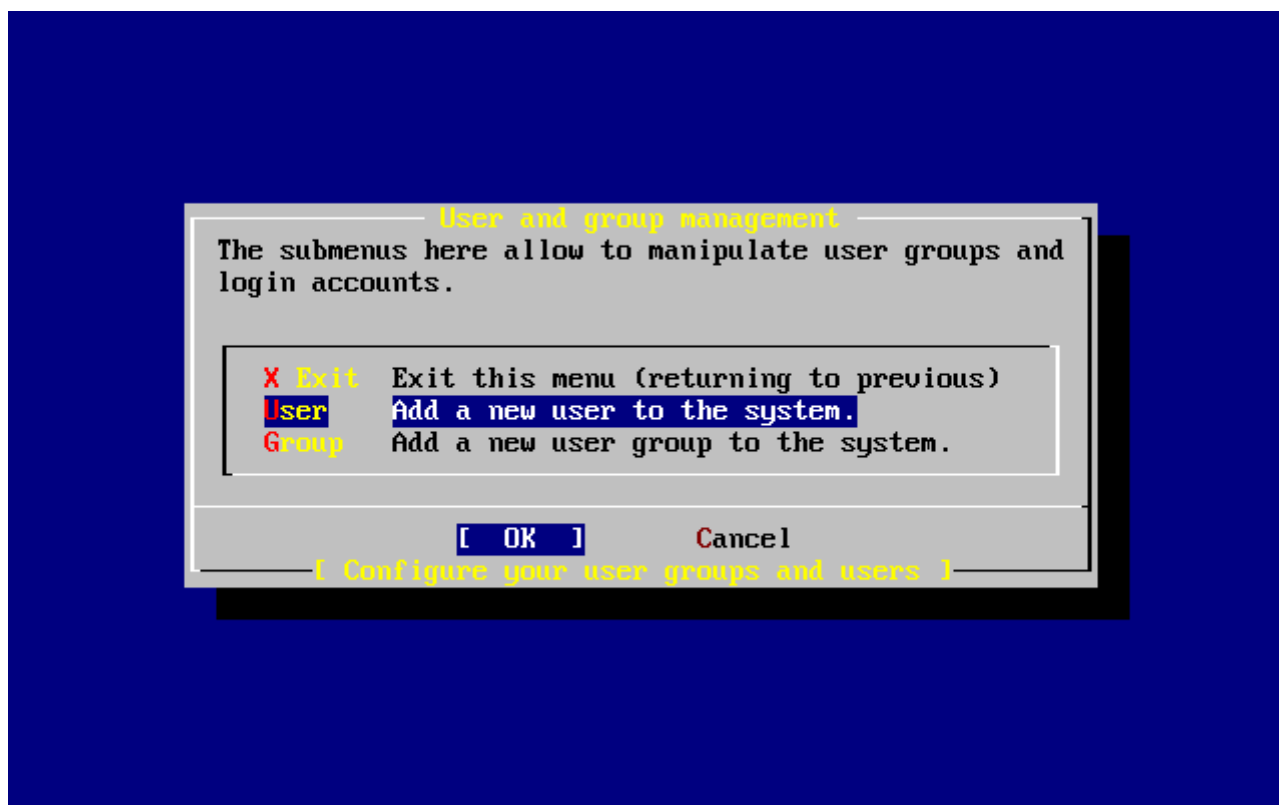 User and group management
The submenus here allow to manipulate user groups and
login accounts.
X Exit Exit this menu (returning to previous)
User Add a new user to the system.
Group Add a new user group to the system.
[ OK ] Cancel
[ Configure your user groups and users ]